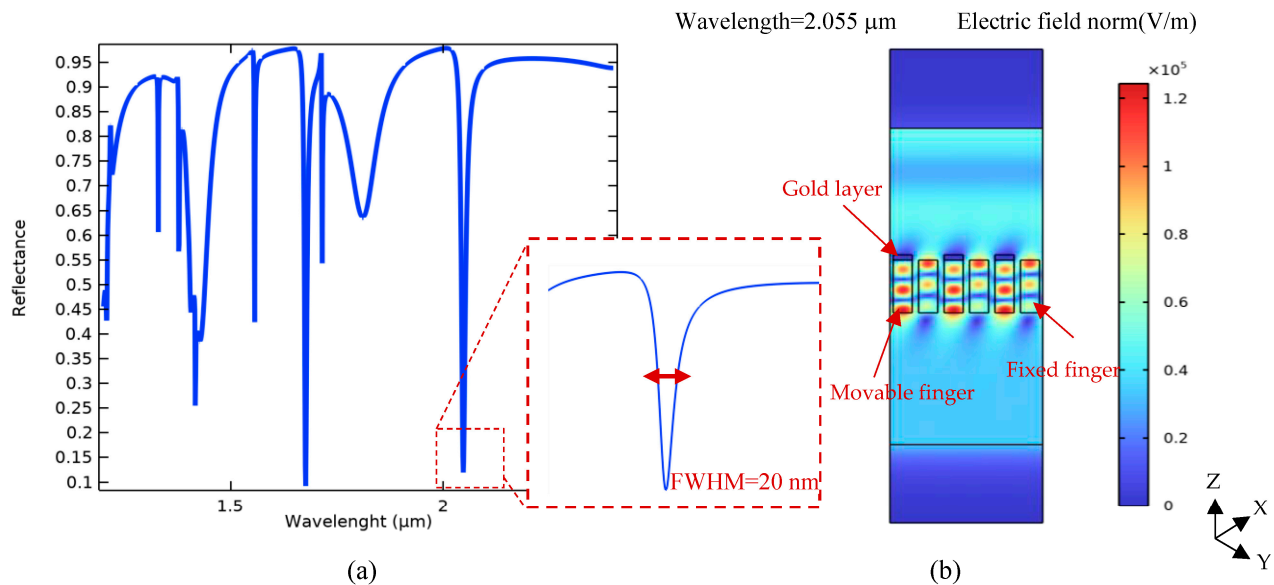 Wavelength=2.055 μm Electric field norm(V/m)
0.95
0.9
0.85
0.8
0.75
0.7
0.65
0.6
0.55
0.5
0.45
0.4
0.35
0.3
0.25
0.2
0.15
0.1
Reflectance
1.5
2
Wavelenght (μm)
FWHM=20 nm
(a)
Gold layer
Movable finger
Fixed finger
×10⁵
1.2
1
0.8
0.6
0.4
0.2
0
Z
X
Y
(b)